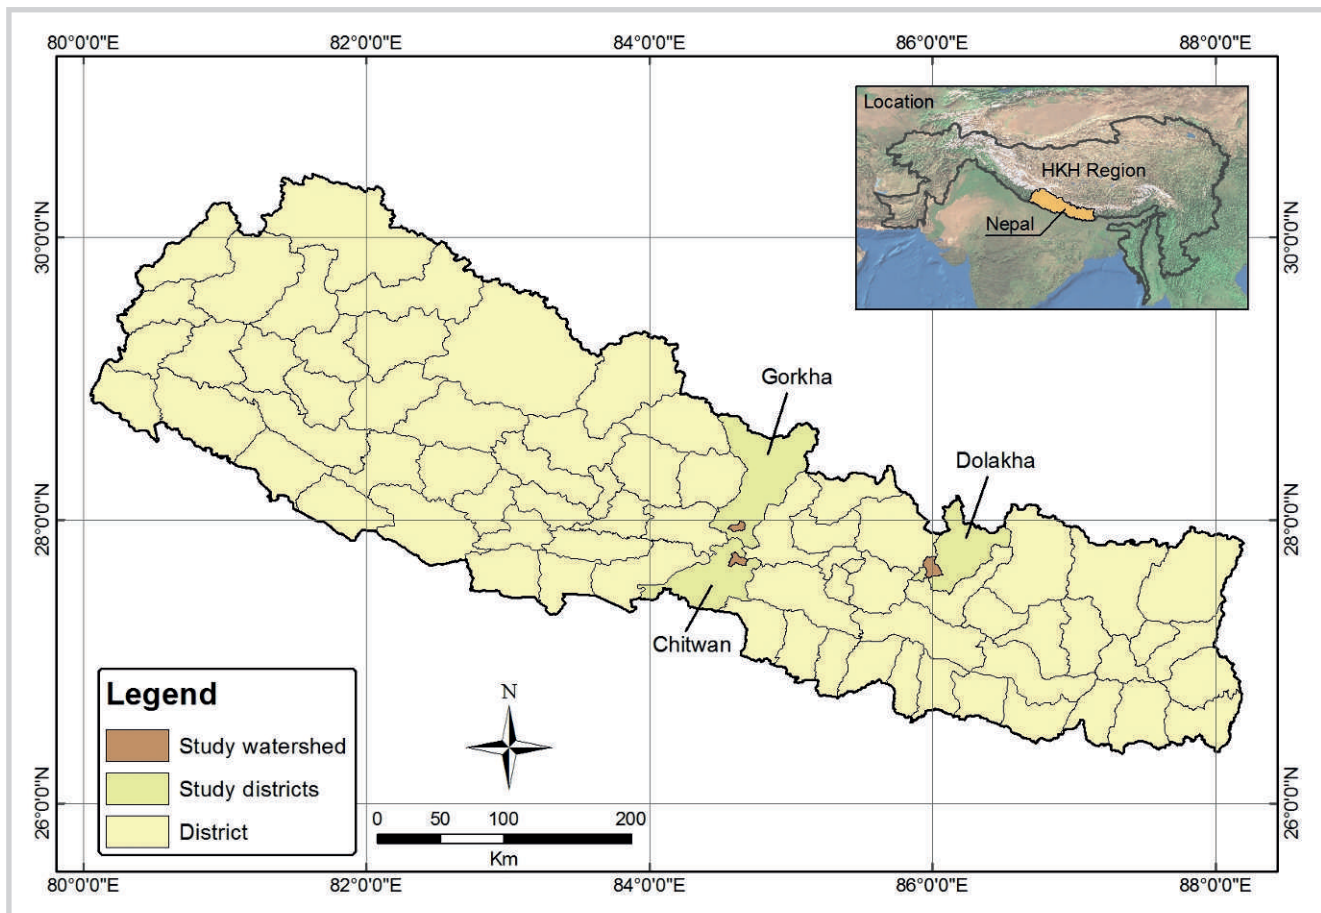 80°0'0"E 82°0'0"E 84°0'0"E 86°0'0"E 88°0'0"E
Location
HKH Region
Nepal
30°0'0"N 30°0'0"N
Gorkha
Dolakha
28°0'0"N 28°0'0"N
Chitwan
Legend
Study watershed
Study districts
District
N
0 50 100 200
Km
26°0'0"N 26°0'0"N
80°0'0"E 82°0'0"E 84°0'0"E 86°0'0"E 88°0'0"E